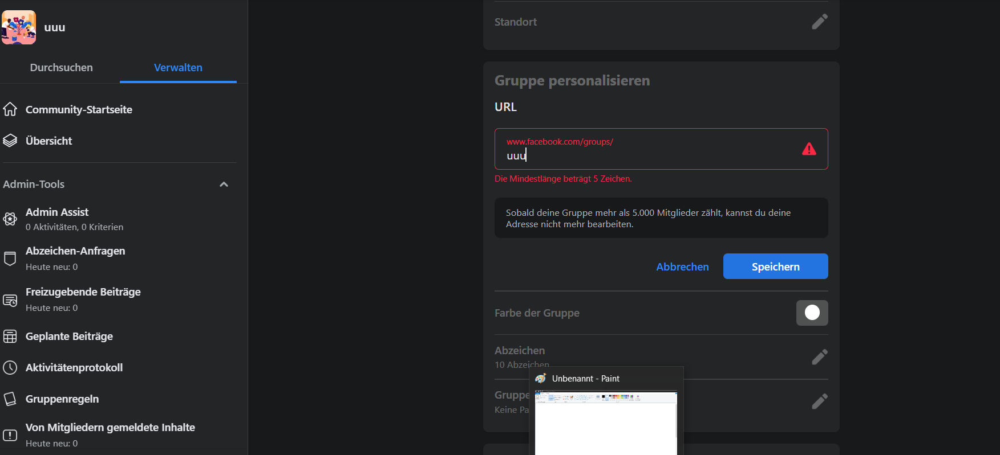 uuu
Durchsuchen
Verwalten
Community-Startseite
Übersicht
Admin-Tools
Admin Assist
0 Aktivitäten, 0 Kriterien
Abzeichen-Anfragen
Heute neu: 0
Freizugebende Beiträge
Heute neu: 0
Geplante Beiträge
Aktivitätenprotokoll
Gruppenregeln
Von Mitgliedern gemeldete Inhalte
Heute neu: 0
Standort
Gruppe personalisieren
URL
www.facebook.com/groups/
uuu
Die Mindestlänge beträgt 5 Zeichen.
Sobald deine Gruppe mehr als 5.000 Mitglieder zählt, kannst du deine
Adresse nicht mehr bearbeiten.
Abbrechen
Speichern
Farbe der Gruppe
Abzeichen
10 Abzeichen
Unbenannt - Paint
Gruppe
Keine Pa